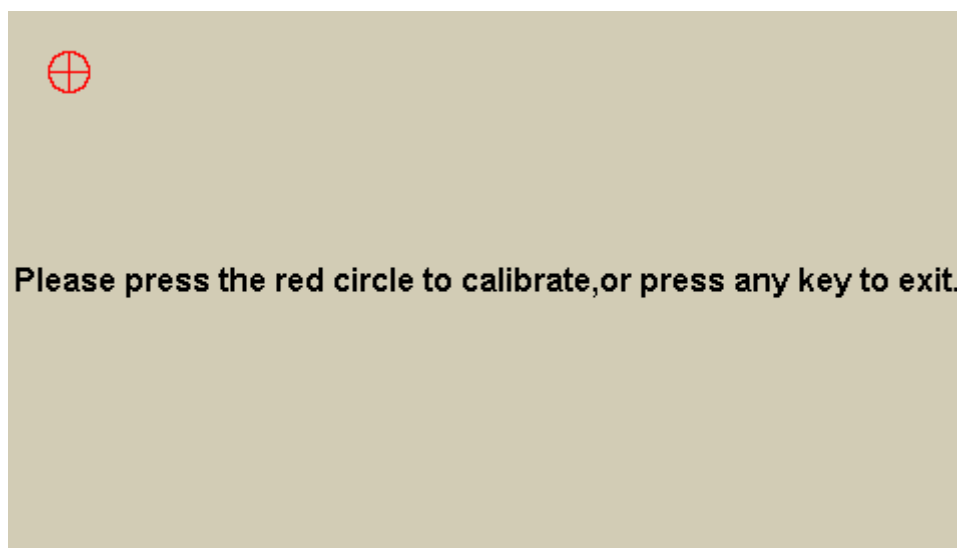 Please press the red circle to calibrate,or press any key to exit.